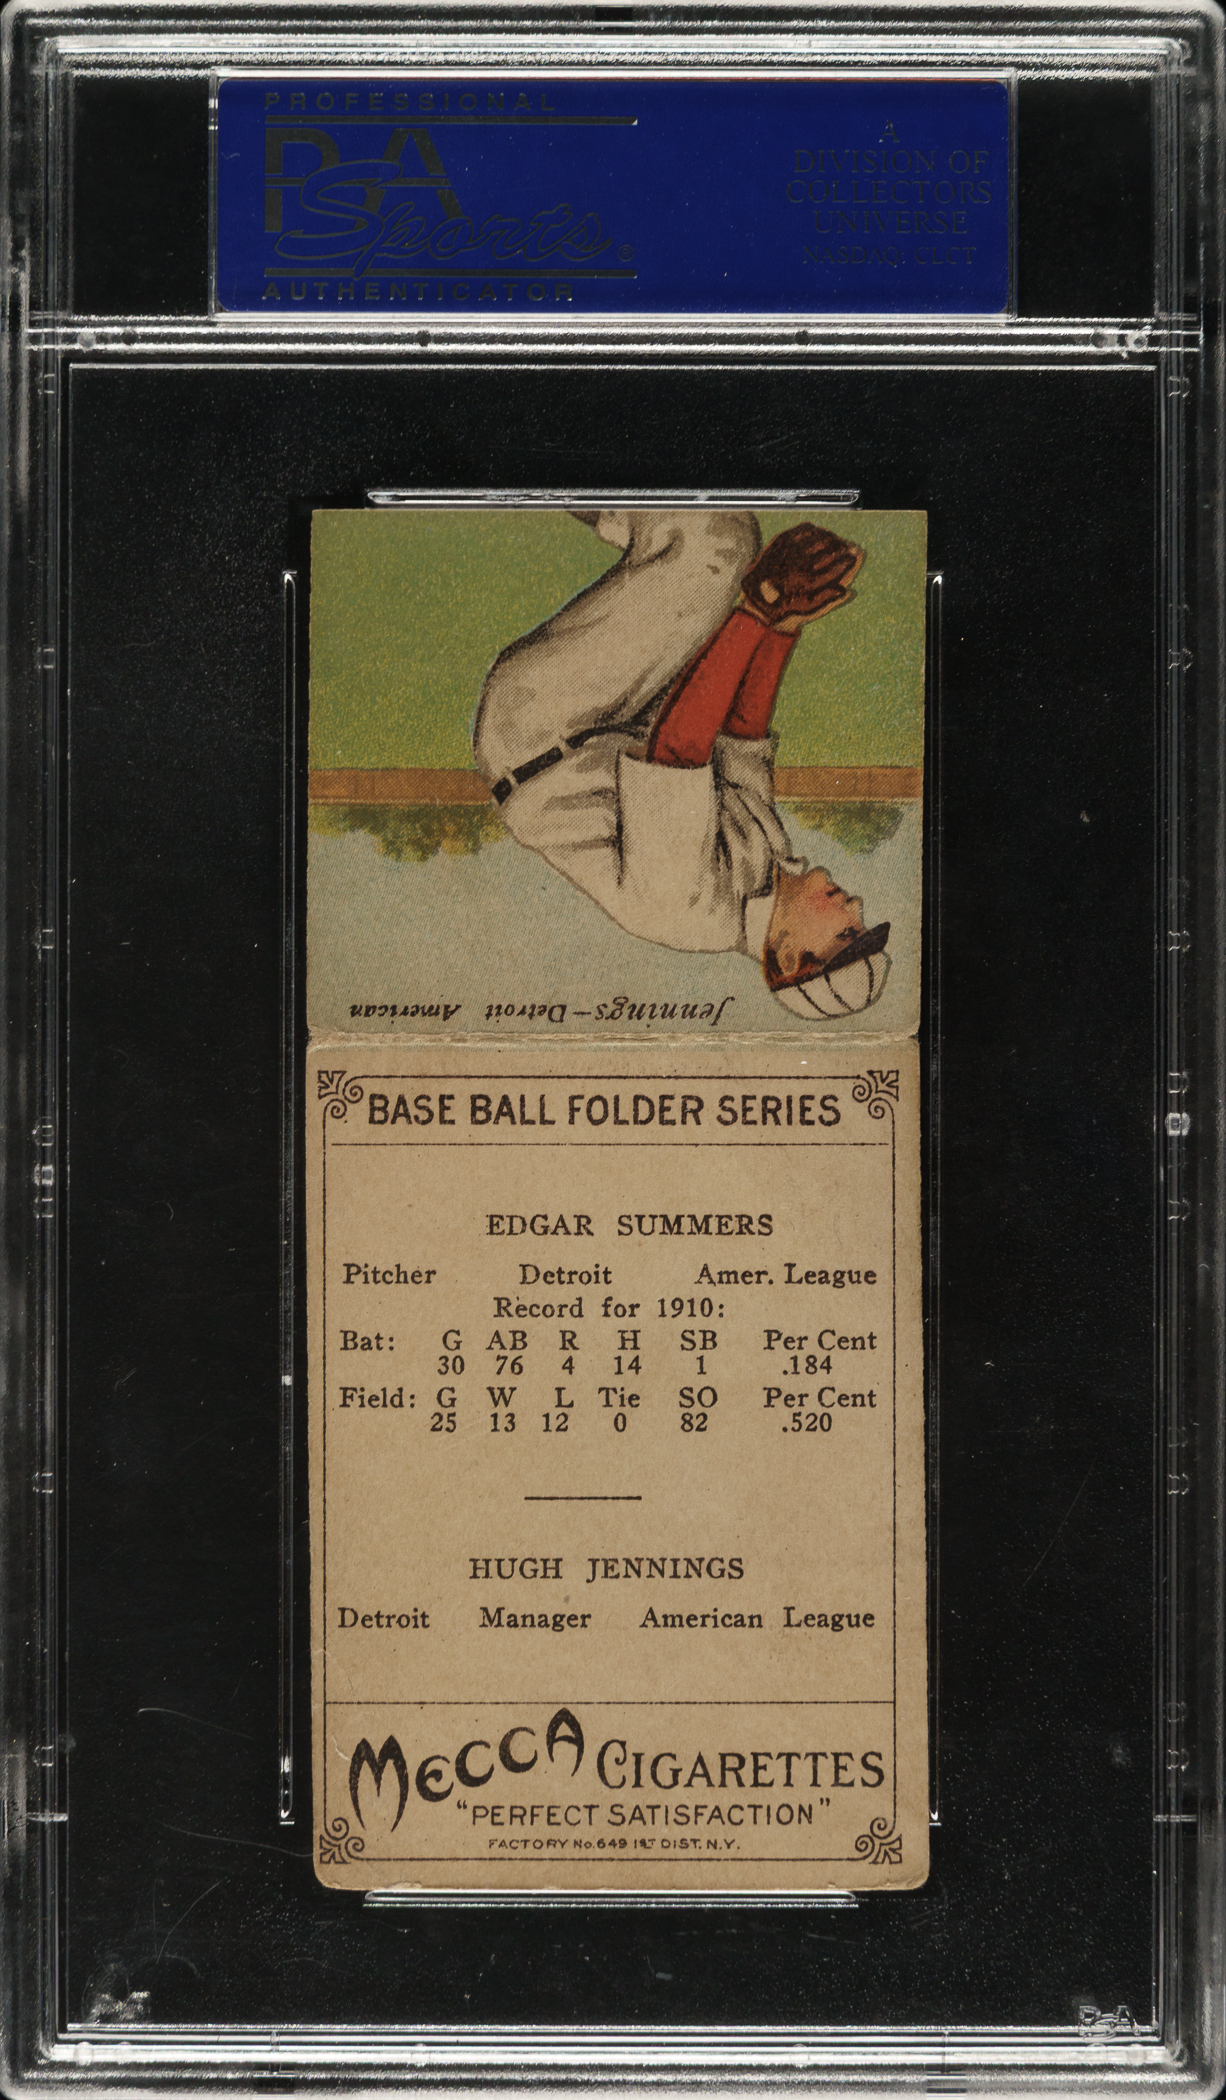 PROFESSIONAL
PSA
Sports®
AUTHENTICATOR
A
DIVISION OF
COLLECTORS
UNIVERSE
NASDAQ: CLCT
Jennings—Detroit American
BASE BALL FOLDER SERIES
EDGAR SUMMERS
Pitcher Detroit Amer. League
Record for 1910:
Bat: G AB R H SB Per Cent
30 76 4 14 1 .184
Field: G W L Tie SO Per Cent
25 13 12 0 82 .520
HUGH JENNINGS
Detroit Manager American League
MECCA CIGARETTES
"PERFECT SATISFACTION"
FACTORY No. 649 1ST DIST. N.Y.
PSA